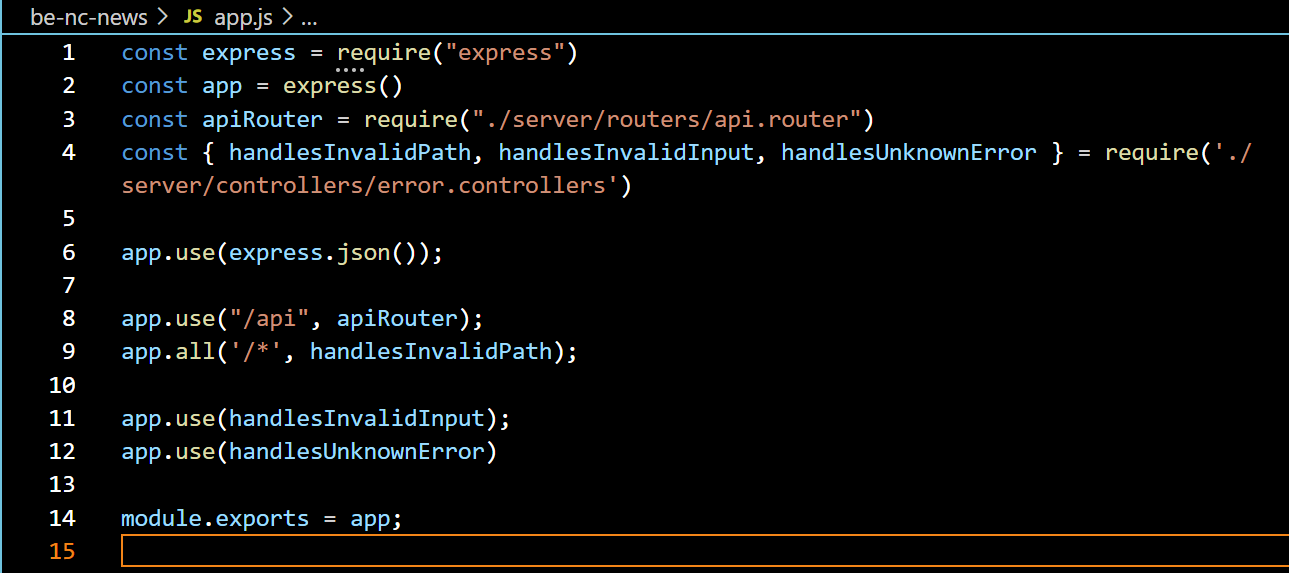 be-nc-news > JS app.js > ...
1 const express = require("express")
2 const app = express()
3 const apiRouter = require("./server/routers/api.router")
4 const { handlesInvalidPath, handlesInvalidInput, handlesUnknownError } = require('./
server/controllers/error.controllers')
5
6 app.use(express.json());
7
8 app.use("/api", apiRouter);
9 app.all('/*', handlesInvalidPath);
10
11 app.use(handlesInvalidInput);
12 app.use(handlesUnknownError)
13
14 module.exports = app;
15